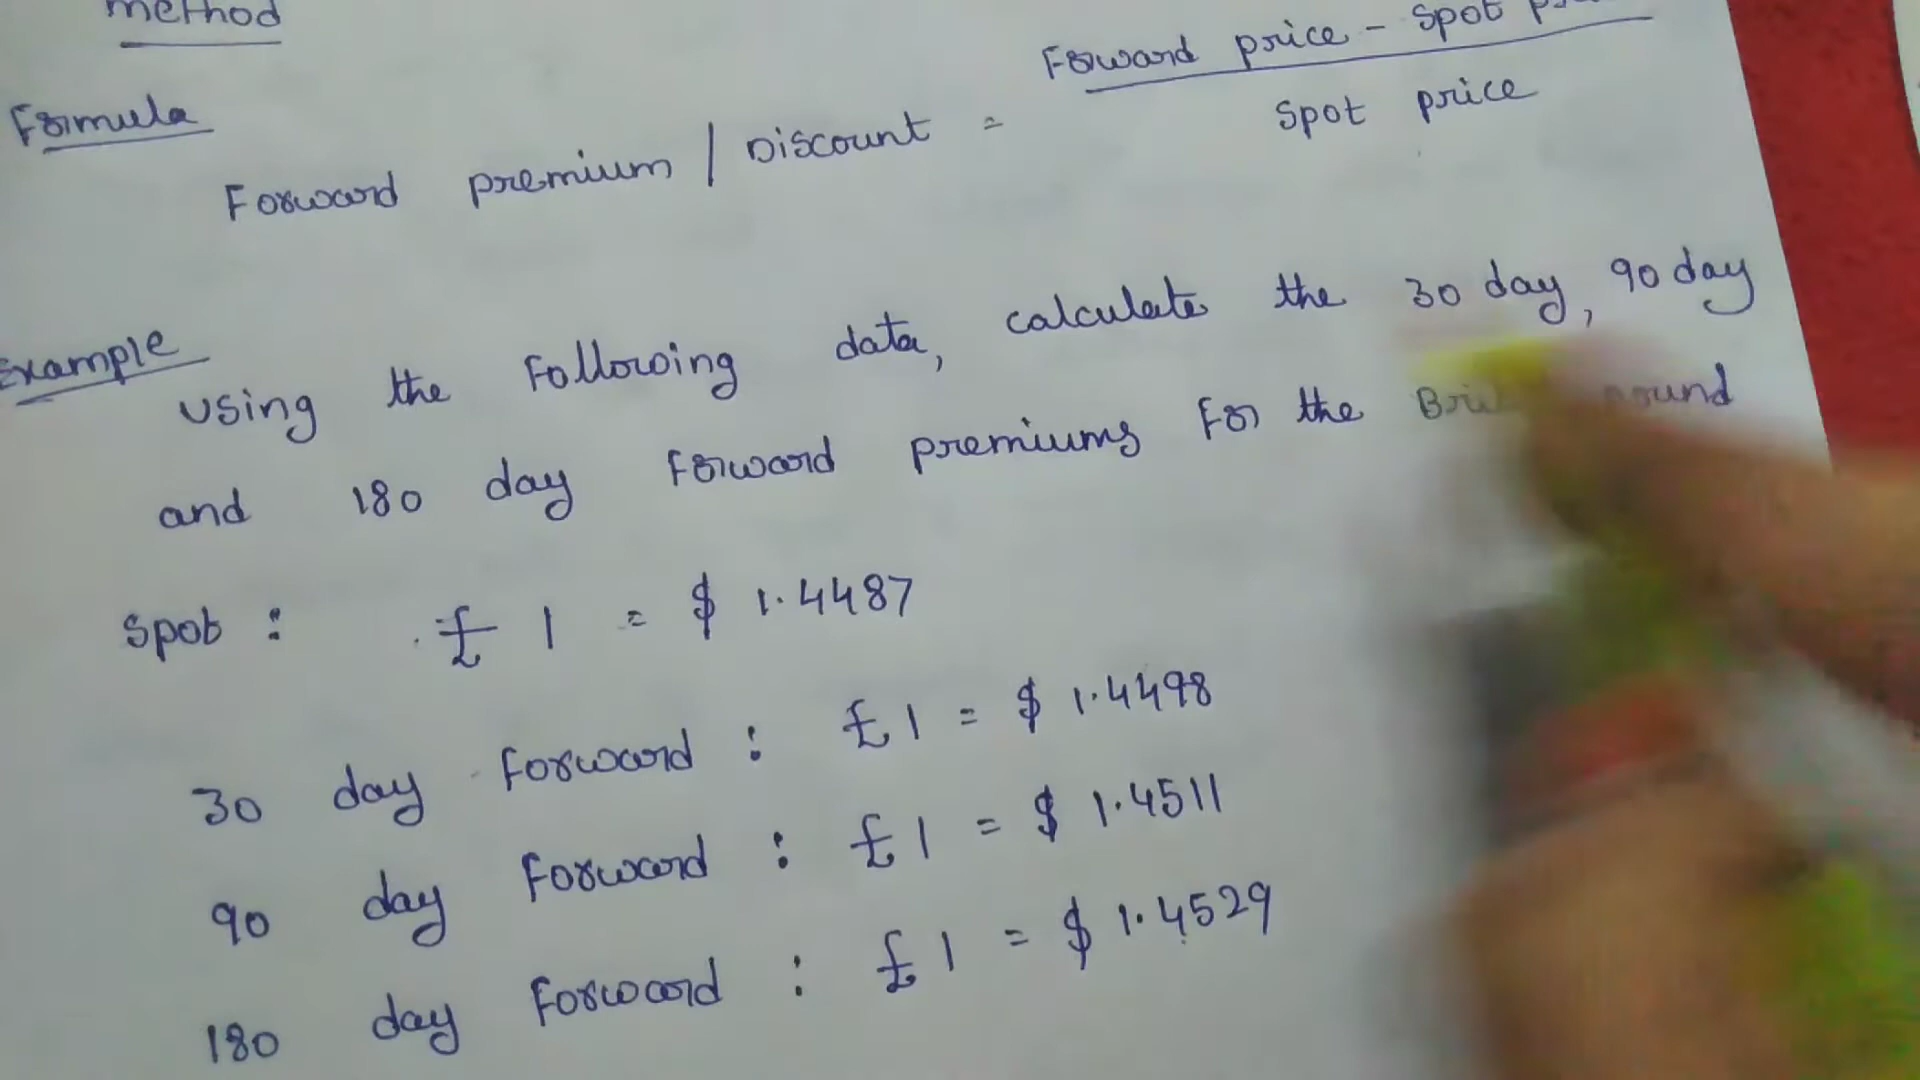 method
Formula
Forward premium / Discount = Forward price - Spot
Spot price
Example
Using the Following data, calculate the 30 day, 90 day
and 180 day Forward premiums For the pound
Spot : £ 1 = $ 1.4487
30 day Forward : £ 1 = $ 1.4498
90 day Forward : £ 1 = $ 1.4511
180 day Forward : £ 1 = $ 1.4529